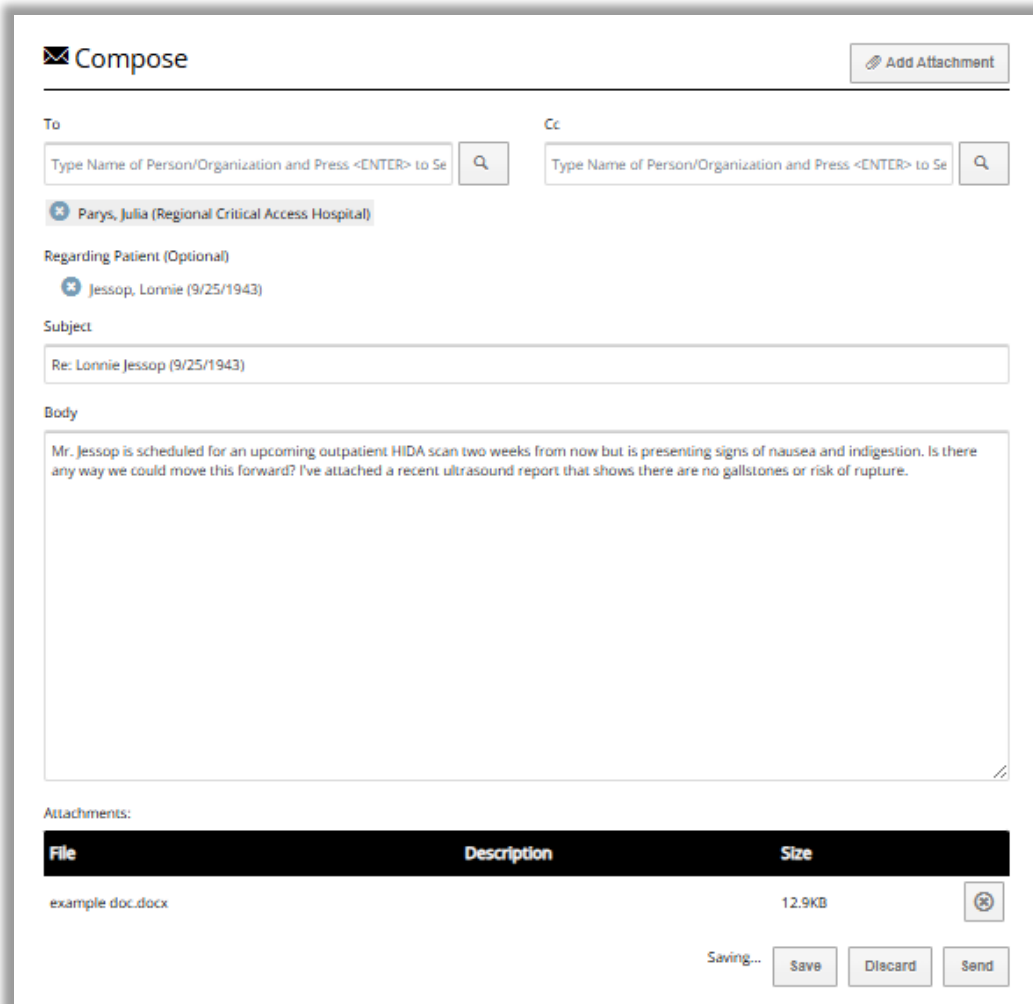 Compose
Add Attachment
To
Cc
Type Name of Person/Organization and Press <ENTER> to Se
Type Name of Person/Organization and Press <ENTER> to Se
Parys, Julia (Regional Critical Access Hospital)
Regarding Patient (Optional)
Jessop, Lonnie (9/25/1943)
Subject
Re: Lonnie Jessop (9/25/1943)
Body
Mr. Jessop is scheduled for an upcoming outpatient HIDA scan two weeks from now but is presenting signs of nausea and indigestion. Is there
any way we could move this forward? I've attached a recent ultrasound report that shows there are no gallstones or risk of rupture.
Attachments:
File Description Size
example doc.docx 12.9KB
Saving... Save Discard Send